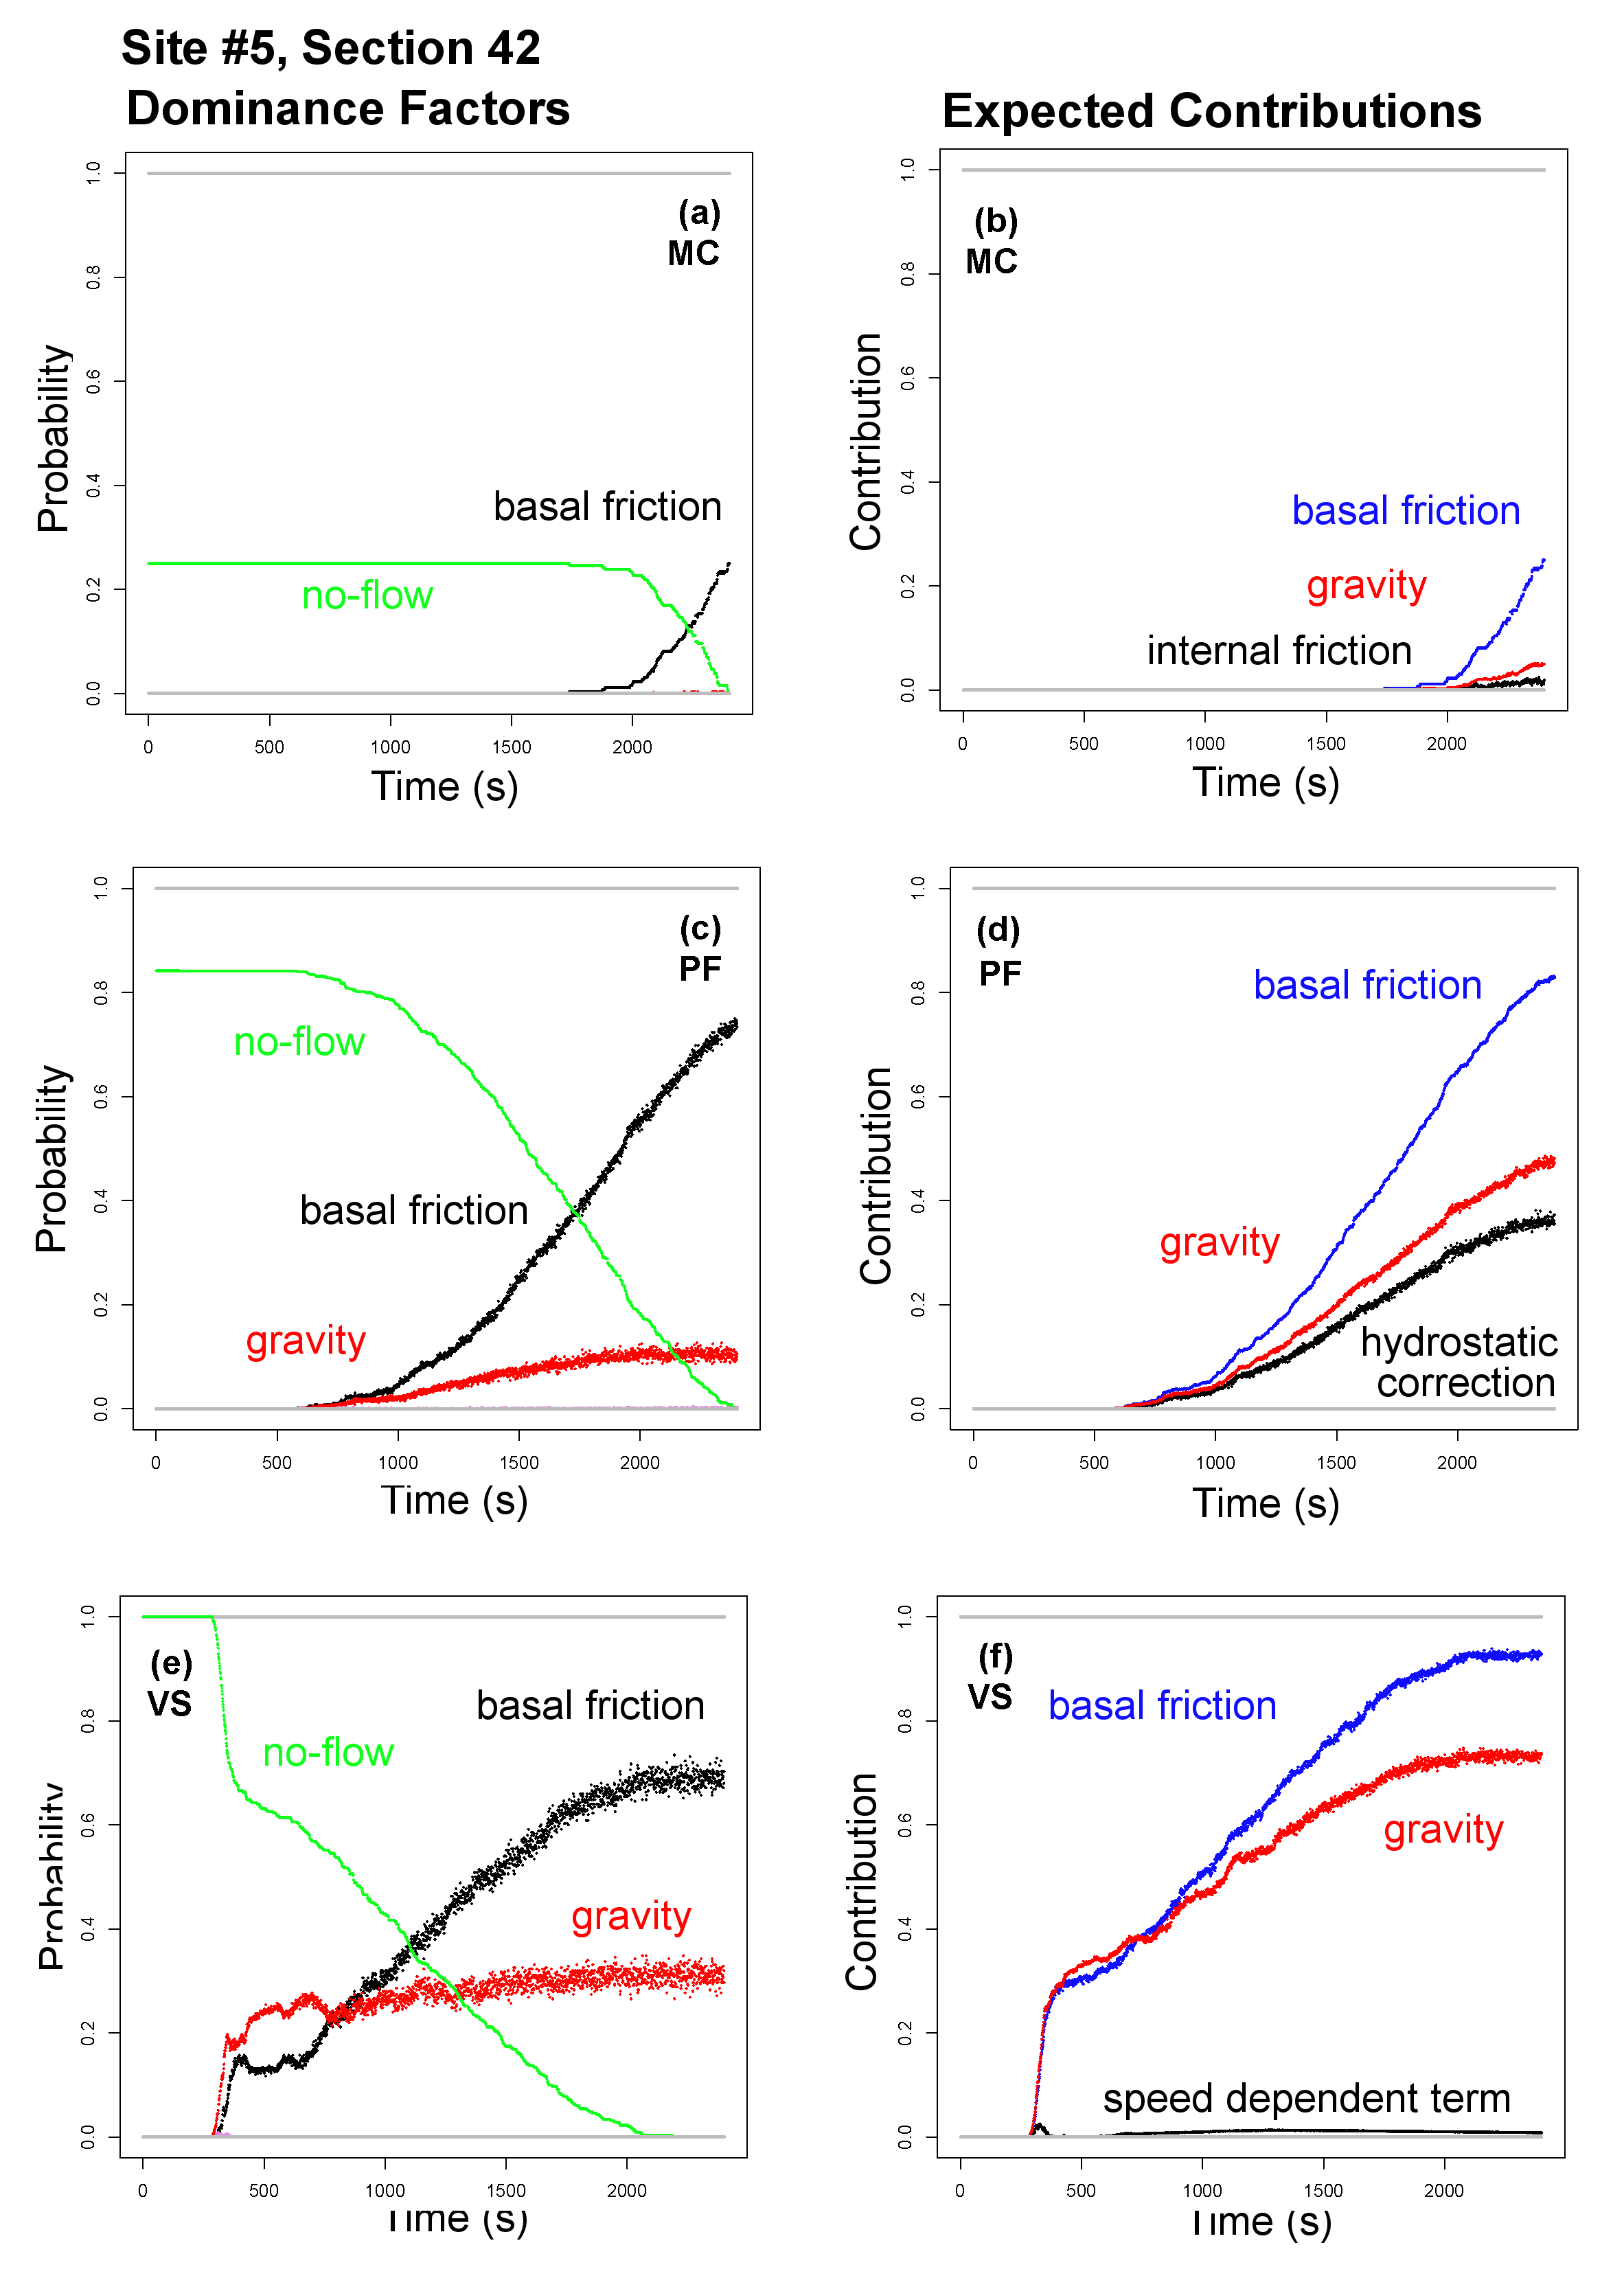 Site #5, Section 42
Dominance Factors
Expected Contributions
(a)
MC
Probability
1.0
0.8
0.6
0.4
0.2
0.0
basal friction
no-flow
0
500
1000
1500
2000
Time (s)
(b)
MC
Contribution
1.0
0.8
0.6
0.4
0.2
0.0
basal friction
gravity
internal friction
0
500
1000
1500
2000
Time (s)
(c)
PF
Probability
1.0
0.8
0.6
0.4
0.2
0.0
no-flow
basal friction
gravity
0
500
1000
1500
2000
Time (s)
(d)
PF
Contribution
1.0
0.8
0.6
0.4
0.2
0.0
basal friction
gravity
hydrostatic
correction
0
500
1000
1500
2000
Time (s)
(e)
VS
Probability
1.0
0.8
0.6
0.4
0.2
0.0
basal friction
no-flow
gravity
0
500
1000
1500
2000
Time (s)
(f)
VS
Contribution
1.0
0.8
0.6
0.4
0.2
0.0
basal friction
gravity
speed dependent term
0
500
1000
1500
2000
Time (s)